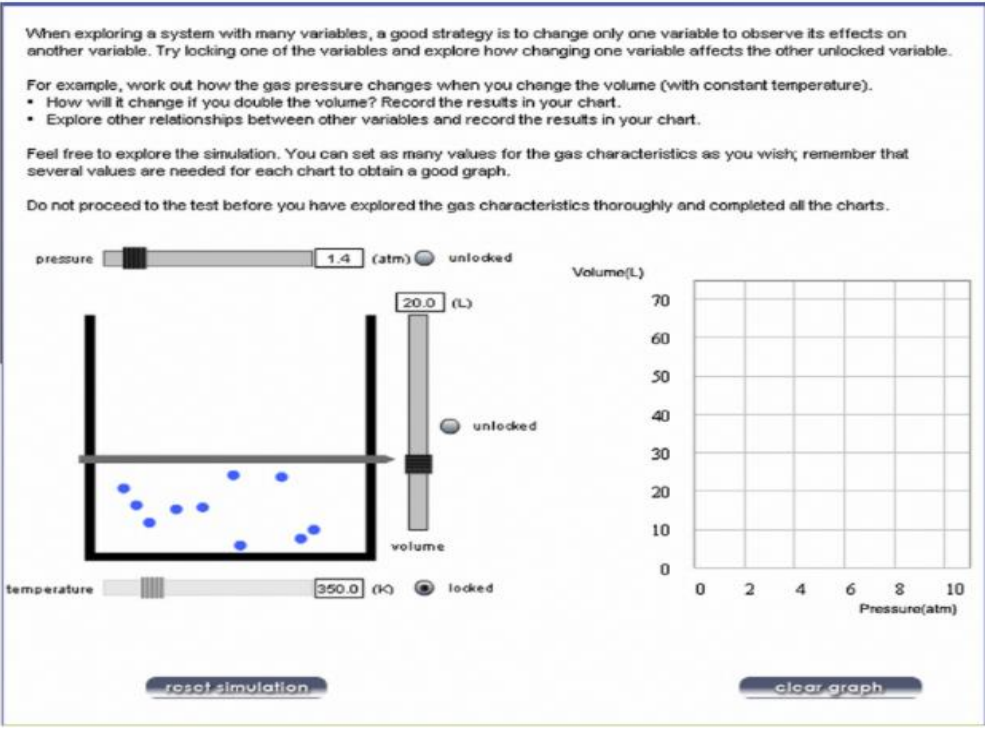 When exploring a system with many variables, a good strategy is to change only one variable to observe its effects on
another variable. Try locking one of the variables and explore how changing one variable affects the other unlocked variable.
For example, work out how the gas pressure changes when you change the volume (with constant temperature).
• How will it change if you double the volume? Record the results in your chart.
• Explore other relationships between other variables and record the results in your chart.
Feel free to explore the simulation. You can set as many values for the gas characteristics as you wish; remember that
several values are needed for each chart to obtain a good graph.
Do not proceed to the test before you have explored the gas characteristics thoroughly and completed all the charts.
pressure 1.4 (atm) unlocked
20.0 (L)
unlocked
volume
temperature 350.0 (K) locked
reset simulation
Volume(L)
70
60
50
40
30
20
10
0
0 2 4 6 8 10
Pressure(atm)
clear graph